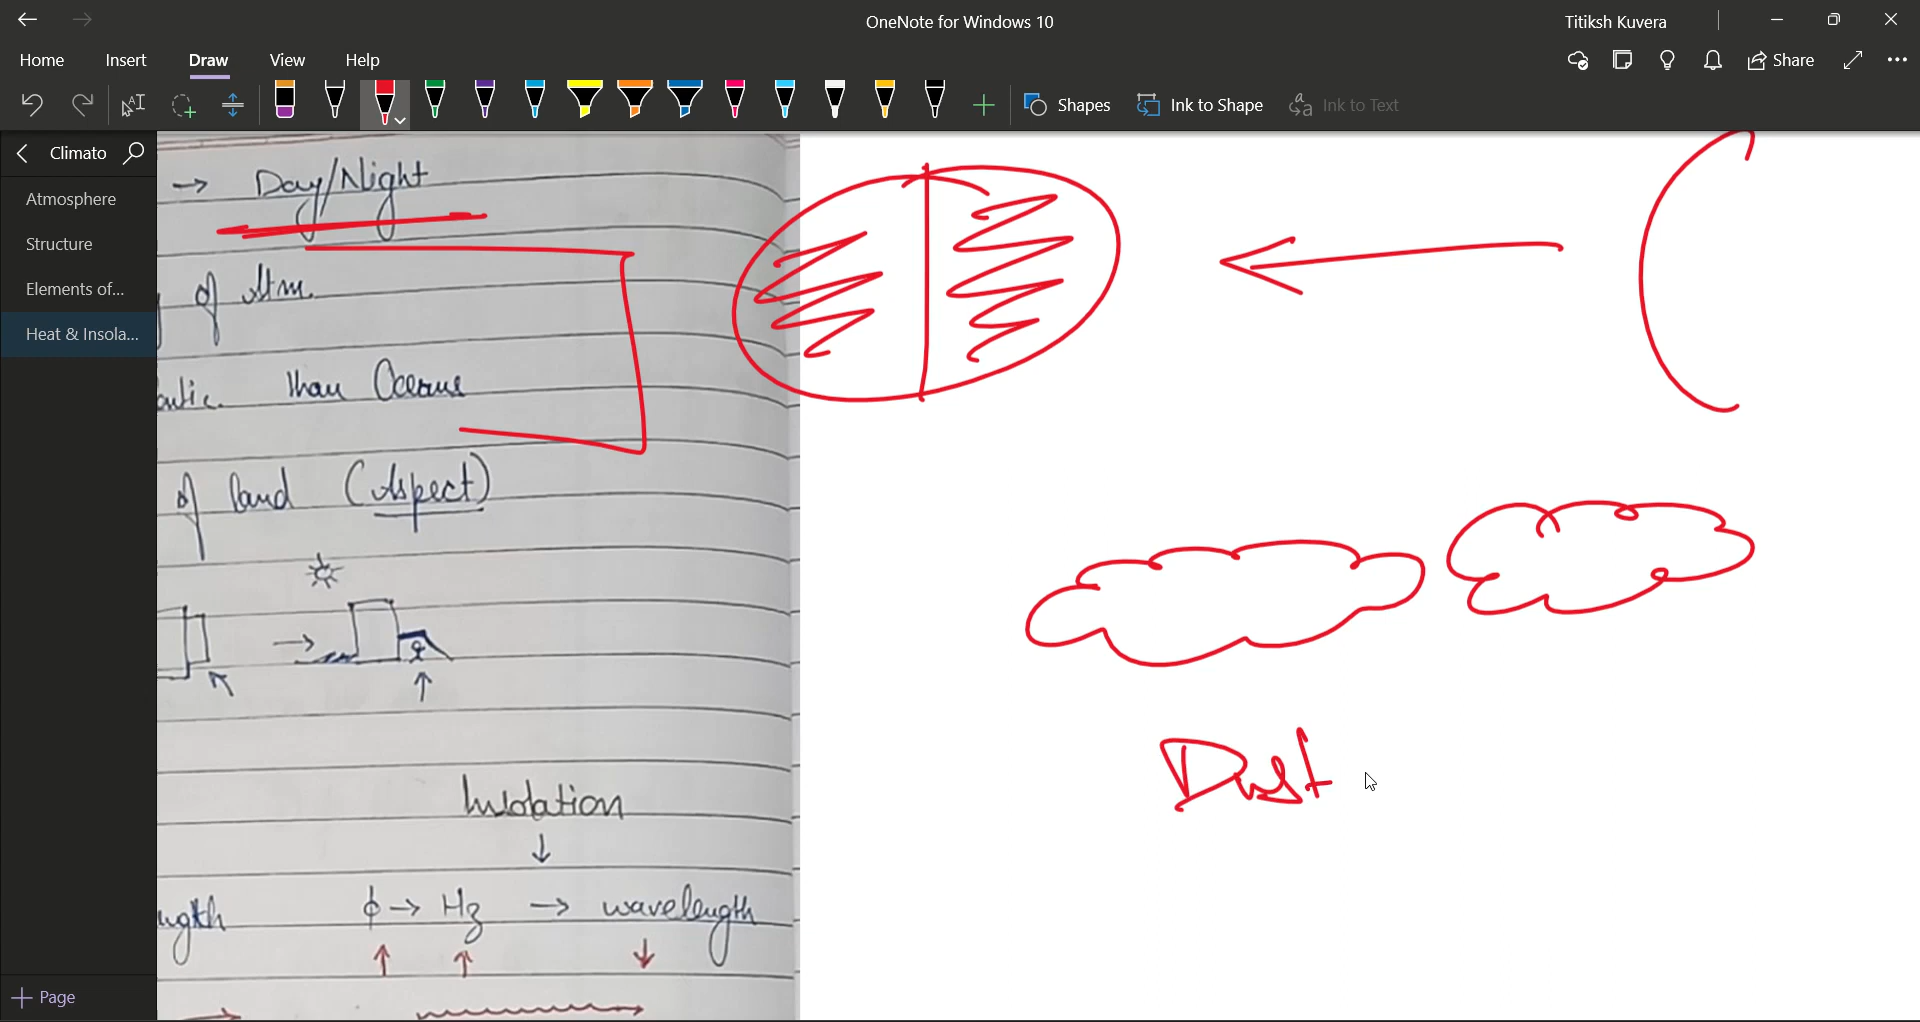 OneNote for Windows 10
Titiksh Kuvera
Home Insert Draw View Help
Share
Shapes Ink to Shape Ink to Text
Climato
Atmosphere
Structure
Elements of...
Heat & Insola...
Page
→ Day/Night
of Atm.
than Oceans
of land (Aspect)
Insolation
↓
ϕ → Hz → wavelength
↑ ↑ ↓
Dust